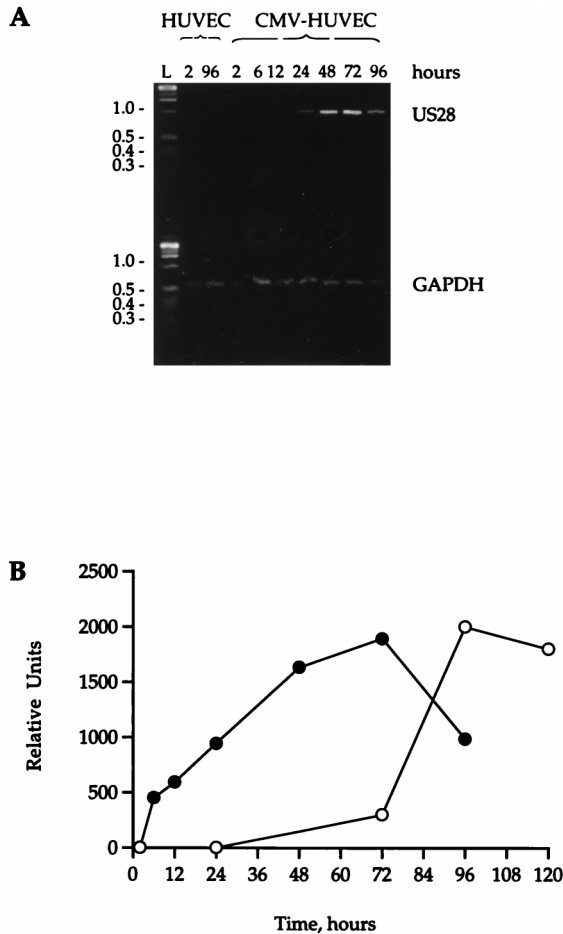 A
HUVEC CMV-HUVEC
L 2 96 2 6 12 24 48 72 96 hours
1.0 - US28
0.5 -
0.4 -
0.3 -
1.0 -
0.5 - GAPDH
0.4 -
0.3 -
B
2500
2000
1500
1000
500
0
Relative Units
0 12 24 36 48 60 72 84 96 108 120
Time, hours